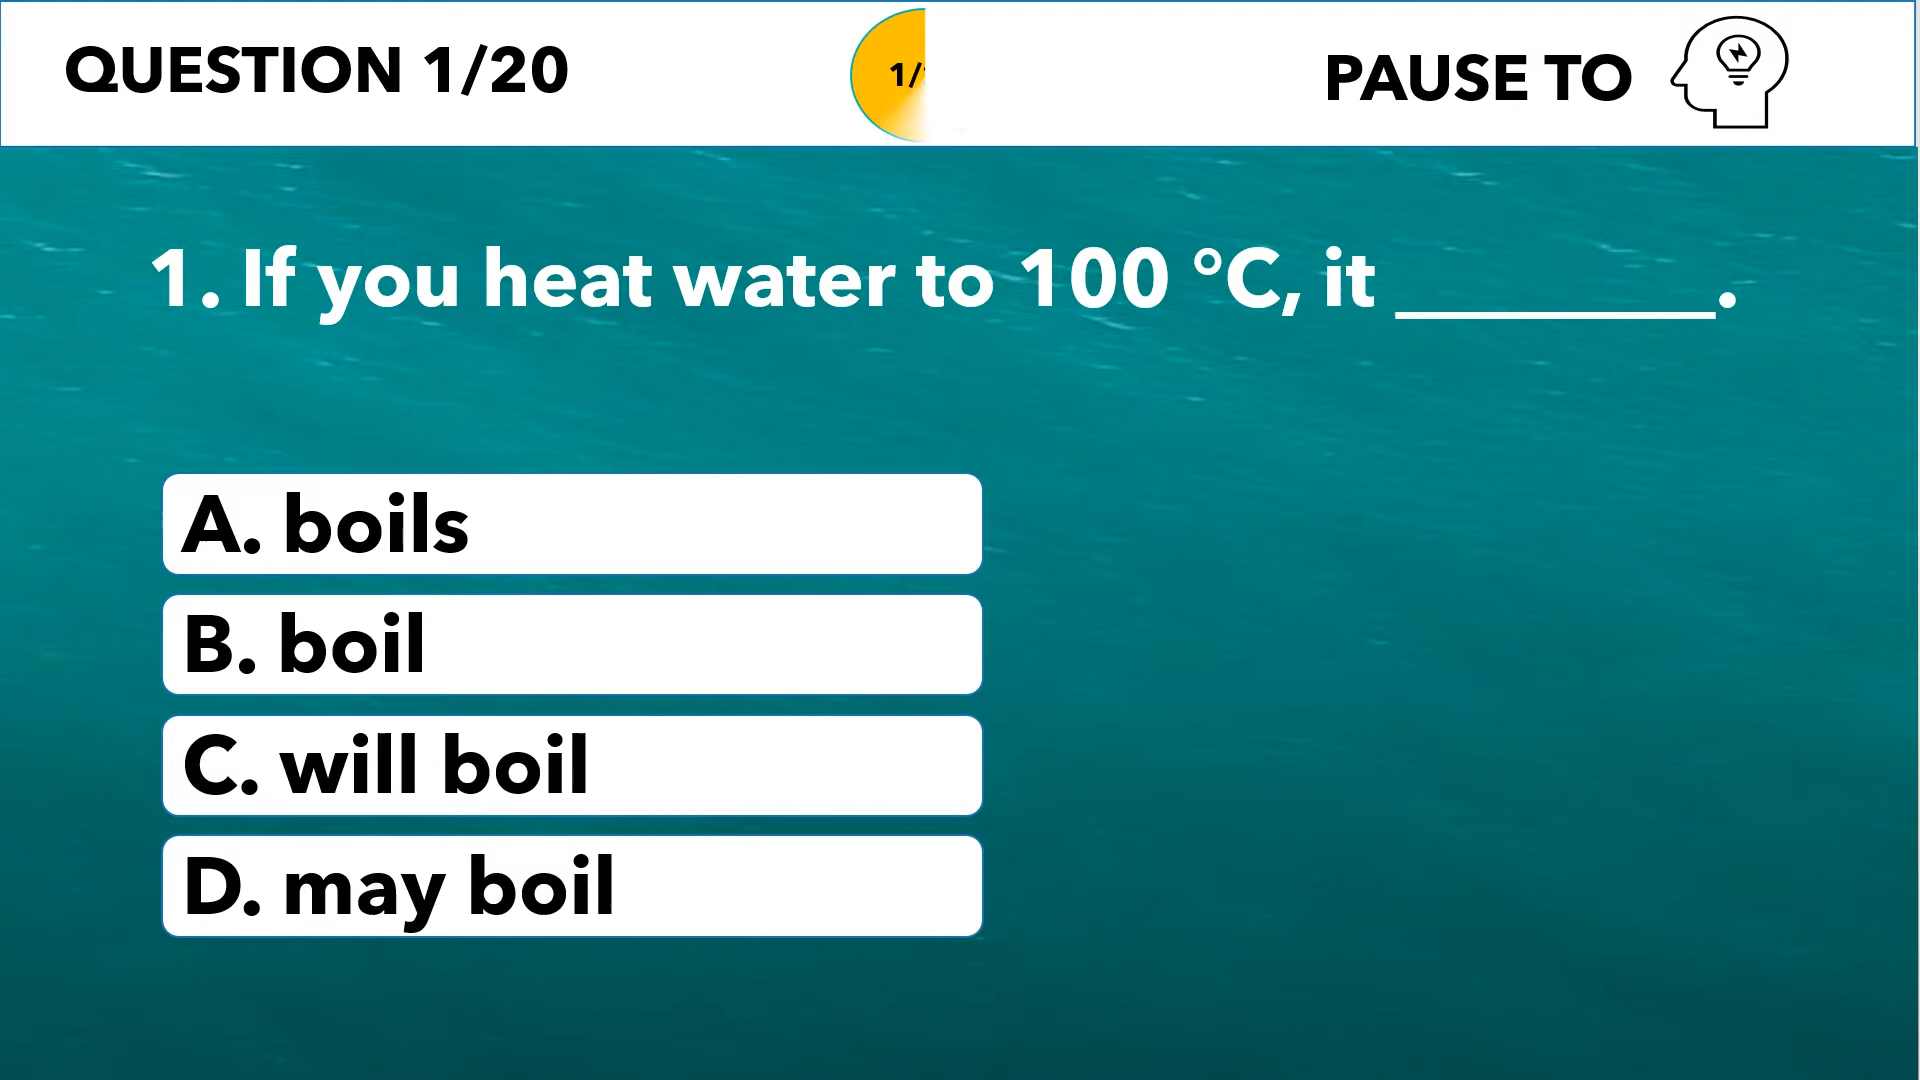 QUESTION 1/20
PAUSE TO
1. If you heat water to 100 °C, it ________.
A. boils
B. boil
C. will boil
D. may boil